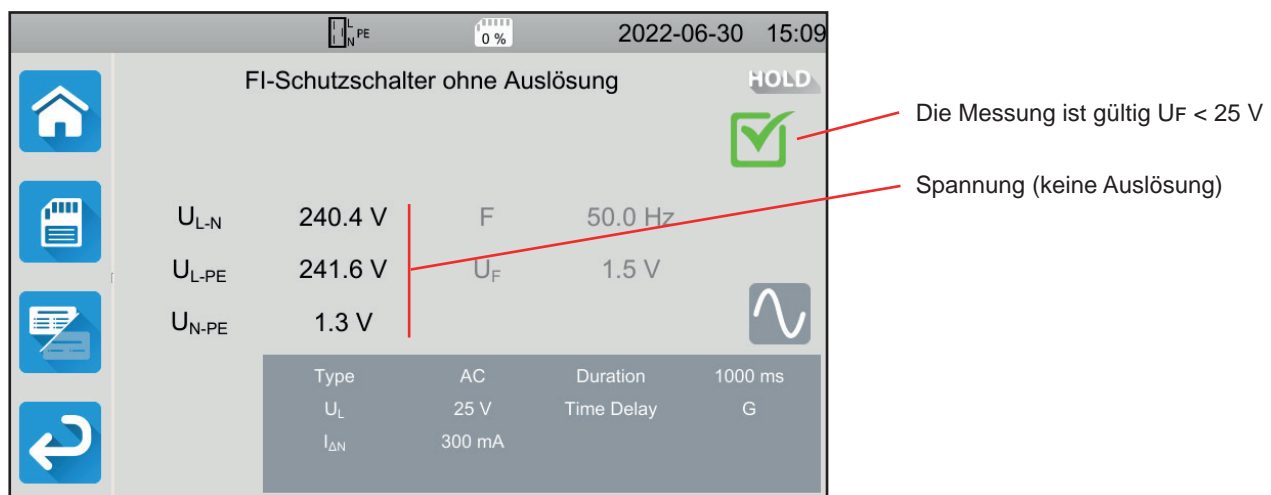 L
N PE
0 %
2022-06-30 15:09
FI-Schutzschalter ohne Auslösung
HOLD
Die Messung ist gültig UF < 25 V
Spannung (keine Auslösung)
UL-N 240.4 V F 50.0 Hz
UL-PE 241.6 V UF 1.5 V
UN-PE 1.3 V
Type AC Duration 1000 ms
UL 25 V Time Delay G
IΔN 300 mA